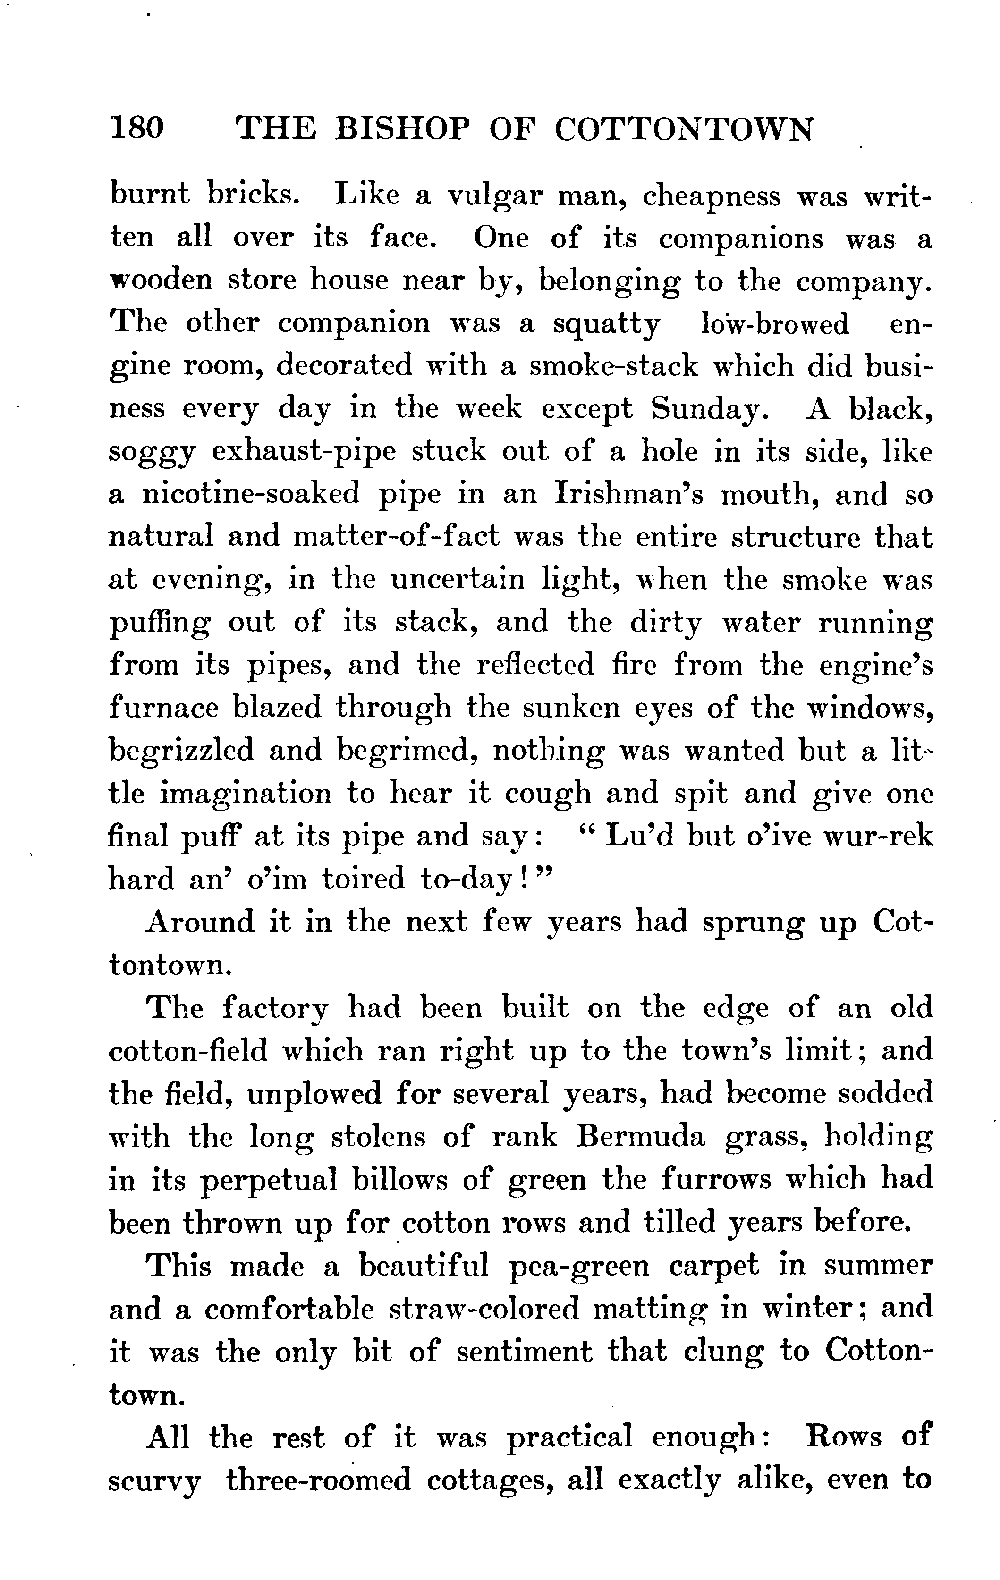 180 THE BISHOP OF COTTONTOWN
burnt bricks. Like a vulgar man, cheapness was writ-
ten all over its face. One of its companions was a
wooden store house near by, belonging to the company.
The other companion was a squatty low-browed en-
gine room, decorated with a smoke-stack which did busi-
ness every day in the week except Sunday. A black,
soggy exhaust-pipe stuck out of a hole in its side, like
a nicotine-soaked pipe in an Irishman's mouth, and so
natural and matter-of-fact was the entire structure that
at evening, in the uncertain light, when the smoke was
puffing out of its stack, and the dirty water running
from its pipes, and the reflected fire from the engine's
furnace blazed through the sunken eyes of the windows,
begrizzled and begrimed, nothing was wanted but a lit-
tle imagination to hear it cough and spit and give one
final puff at its pipe and say: " Lu'd but o'ive wur-rek
hard an' o'im toired to-day!"
Around it in the next few years had sprung up Cot-
tontown.
The factory had been built on the edge of an old
cotton-field which ran right up to the town's limit; and
the field, unplowed for several years, had become sodded
with the long stolens of rank Bermuda grass, holding
in its perpetual billows of green the furrows which had
been thrown up for cotton rows and tilled years before.
This made a beautiful pea-green carpet in summer
and a comfortable straw-colored matting in winter; and
it was the only bit of sentiment that clung to Cotton-
town.
All the rest of it was practical enough: Rows of
scurvy three-roomed cottages, all exactly alike, even to